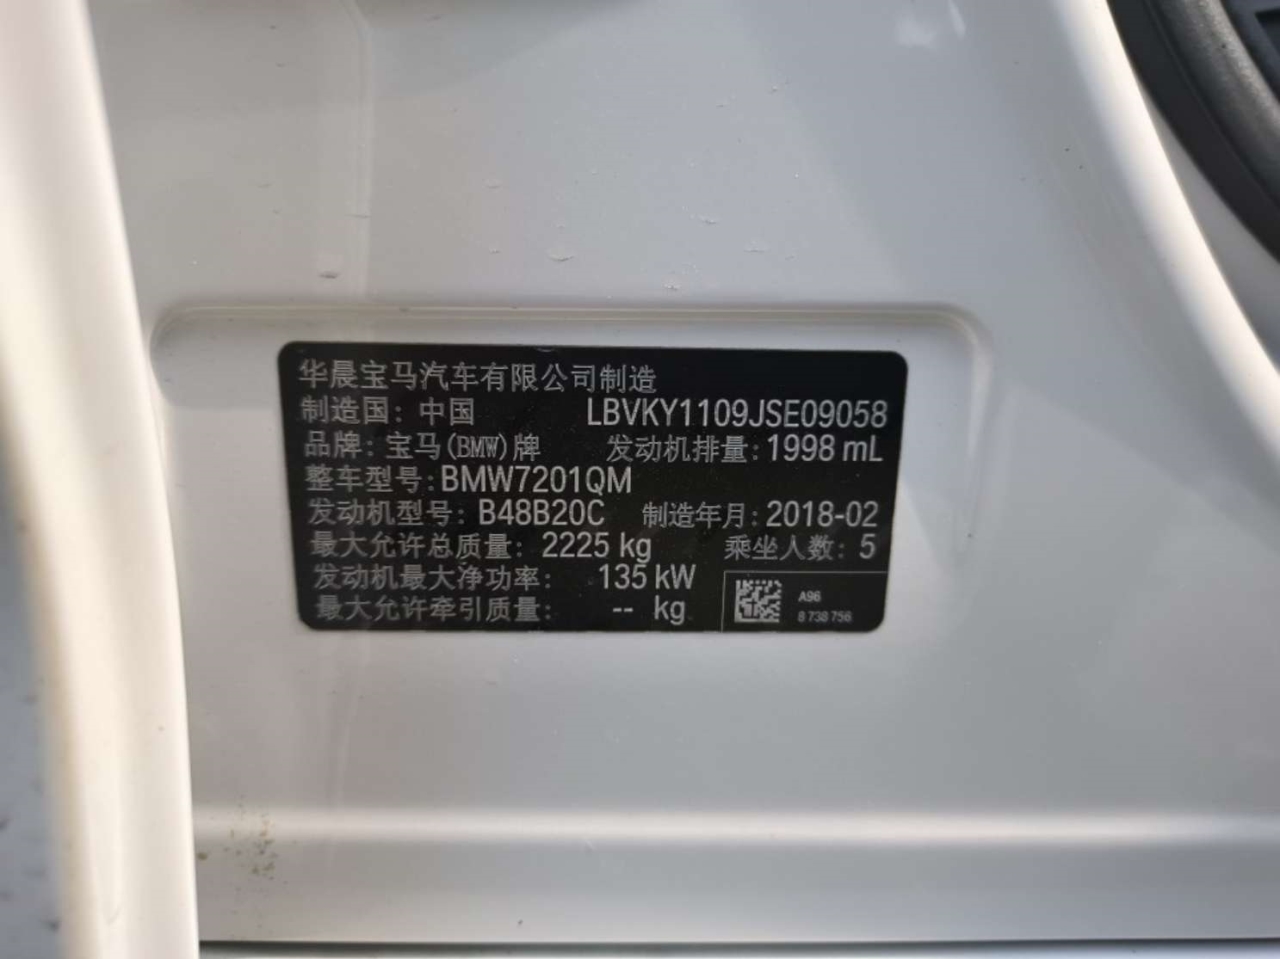 华晨宝马汽车有限公司制造
制造国：中国 LBVKY1109JSE09058
品牌：宝马(BMW)牌 发动机排量：1998 mL
整车型号：BMW7201QM
发动机型号：B48B20C 制造年月：2018-02
最大允许总质量：2225 kg 乘坐人数：5
发动机最大净功率：135 kW
最大允许牵引质量：-- kg
A96
8 738 756